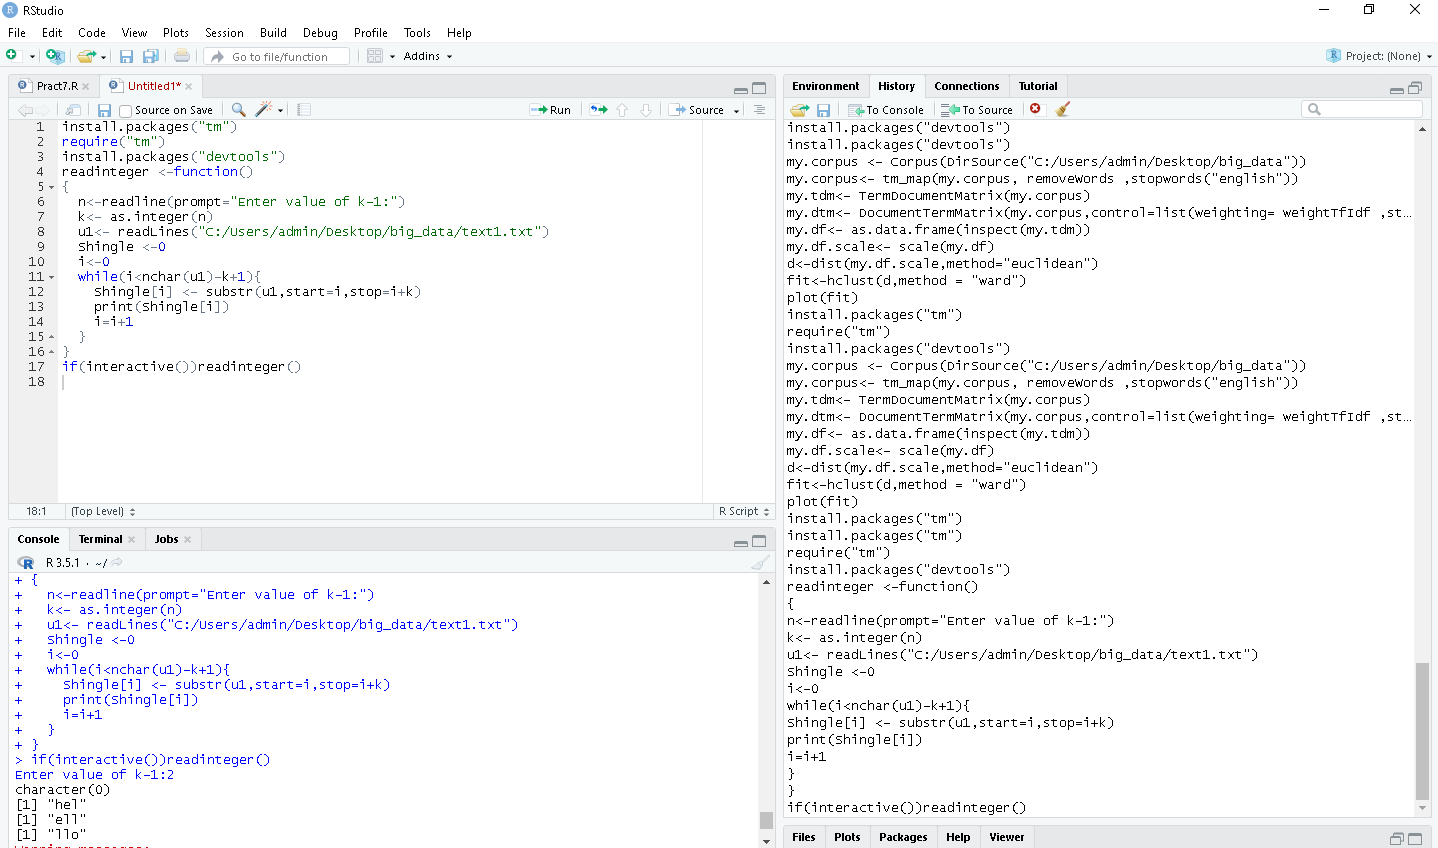 RStudio
File Edit Code View Plots Session Build Debug Profile Tools Help
Go to file/function Addins Project: (None)
Pract7.R Untitled1*
Source on Save Run Source
1 install.packages("tm")
2 require("tm")
3 install.packages("devtools")
4 readinteger <-function()
5 {
6 n<-readline(prompt="Enter value of k-1:")
7 k<- as.integer(n)
8 u1<- readLines("C:/Users/admin/Desktop/big_data/text1.txt")
9 Shingle <-0
10 i<-0
11 while(i<nchar(u1)-k+1){
12 Shingle[i] <- substr(u1,start=i,stop=i+k)
13 print(Shingle[i])
14 i=i+1
15 }
16 }
17 if(interactive())readinteger()
18
18:1 (Top Level) R Script
Console Terminal Jobs
R 3.5.1 · ~/
+ {
+ n<-readline(prompt="Enter value of k-1:")
+ k<- as.integer(n)
+ u1<- readLines("C:/Users/admin/Desktop/big_data/text1.txt")
+ Shingle <-0
+ i<-0
+ while(i<nchar(u1)-k+1){
+ Shingle[i] <- substr(u1,start=i,stop=i+k)
+ print(Shingle[i])
+ i=i+1
+ }
+ }
> if(interactive())readinteger()
Enter value of k-1:2
character(0)
[1] "hel"
[1] "ell"
[1] "llo"
Environment History Connections Tutorial
To Console To Source
install.packages("devtools")
install.packages("devtools")
my.corpus <- Corpus(DirSource("C:/Users/admin/Desktop/big_data"))
my.corpus<- tm_map(my.corpus, removeWords ,stopwords("english"))
my.tdm<- TermDocumentMatrix(my.corpus)
my.dtm<- DocumentTermMatrix(my.corpus,control=list(weighting= weightTfIdf ,st...
my.df<- as.data.frame(inspect(my.tdm))
my.df.scale<- scale(my.df)
d<-dist(my.df.scale,method="euclidean")
fit<-hclust(d,method = "ward")
plot(fit)
install.packages("tm")
require("tm")
install.packages("devtools")
my.corpus <- Corpus(DirSource("C:/Users/admin/Desktop/big_data"))
my.corpus<- tm_map(my.corpus, removeWords ,stopwords("english"))
my.tdm<- TermDocumentMatrix(my.corpus)
my.dtm<- DocumentTermMatrix(my.corpus,control=list(weighting= weightTfIdf ,st...
my.df<- as.data.frame(inspect(my.tdm))
my.df.scale<- scale(my.df)
d<-dist(my.df.scale,method="euclidean")
fit<-hclust(d,method = "ward")
plot(fit)
install.packages("tm")
install.packages("tm")
require("tm")
install.packages("devtools")
readinteger <-function()
{
n<-readline(prompt="Enter value of k-1:")
k<- as.integer(n)
u1<- readLines("C:/Users/admin/Desktop/big_data/text1.txt")
Shingle <-0
i<-0
while(i<nchar(u1)-k+1){
Shingle[i] <- substr(u1,start=i,stop=i+k)
print(Shingle[i])
i=i+1
}
}
if(interactive())readinteger()
Files Plots Packages Help Viewer